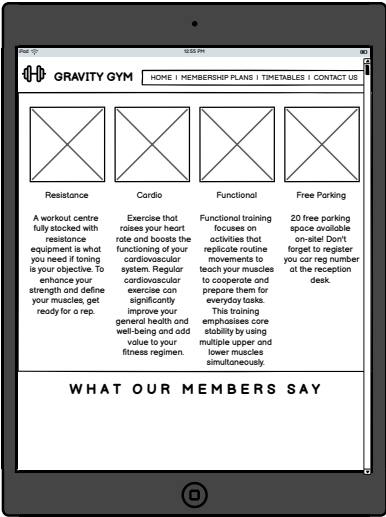 iPad 12:55 PM
GRAVITY GYM
HOME | MEMBERSHIP PLANS | TIMETABLES | CONTACT US
Resistance
A workout centre
fully stocked with
resistance
equipment is what
you need if toning
is your objective. To
enhance your
strength and define
your muscles, get
ready for a rep.
Cardio
Exercise that
raises your heart
rate and boosts the
functioning of your
cardiovascular
system. Regular
cardiovascular
exercise can
significantly
improve your
general health and
well-being and add
value to your
fitness regimen.
Functional
Functional training
focuses on
activities that
replicate routine
movements to
teach your muscles
to cooperate and
prepare them for
everyday tasks.
This training
emphasises core
stability by using
multiple upper and
lower muscles
simultaneously.
Free Parking
20 free parking
space available
on-site! Don't
forget to register
you car reg number
at the reception
desk.
WHAT OUR MEMBERS SAY